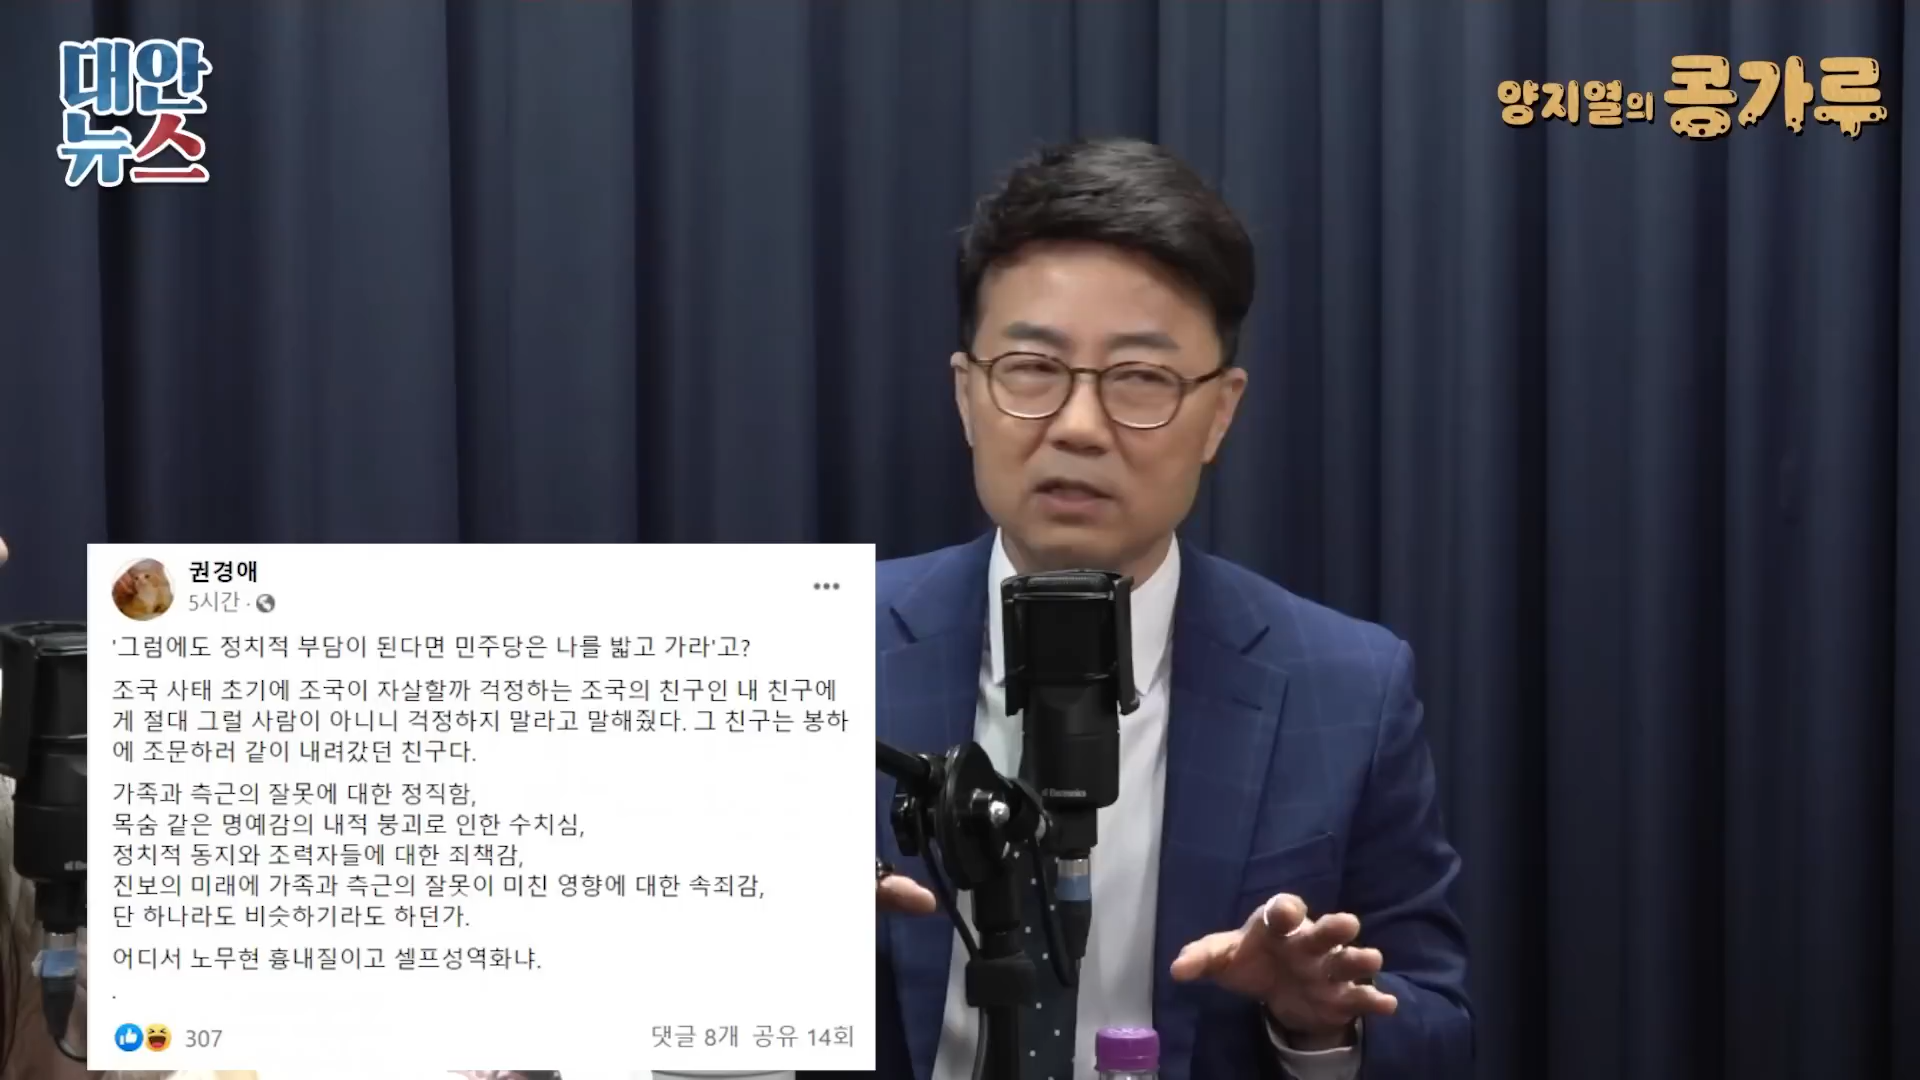 대안
뉴스
양지열의 콩가루
권경애
5시간 ·
'그럼에도 정치적 부담이 된다면 민주당은 나를 밟고 가라'고?
조국 사태 초기에 조국이 자살할까 걱정하는 조국의 친구인 내 친구에
게 절대 그럴 사람이 아니니 걱정하지 말라고 말해줬다. 그 친구는 봉하
에 조문하러 같이 내려갔던 친구다.
가족과 측근의 잘못에 대한 정직함,
목숨 같은 명예감의 내적 붕괴로 인한 수치심,
정치적 동지와 조력자들에 대한 죄책감,
진보의 미래에 가족과 측근의 잘못이 미친 영향에 대한 속죄감,
단 하나라도 비슷하기라도 하던가.
어디서 노무현 흉내질이고 셀프성역화냐.
.
307
댓글 8개 공유 14회